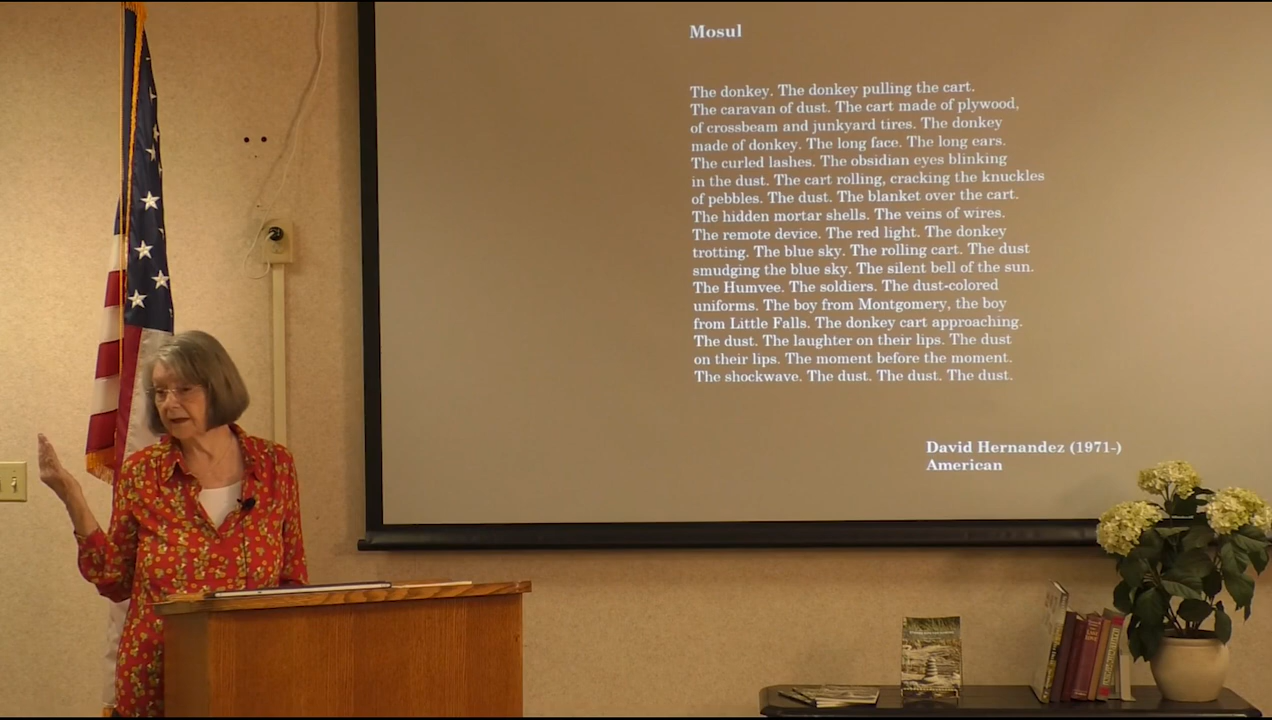 Mosul
The donkey. The donkey pulling the cart.
The caravan of dust. The cart made of plywood,
of crossbeam and junkyard tires. The donkey
made of donkey. The long face. The long ears.
The curled lashes. The obsidian eyes blinking
in the dust. The cart rolling, cracking the knuckles
of pebbles. The dust. The blanket over the cart.
The hidden mortar shells. The veins of wires.
The remote device. The red light. The donkey
trotting. The blue sky. The rolling cart. The dust
smudging the blue sky. The silent bell of the sun.
The Humvee. The soldiers. The dust-colored
uniforms. The boy from Montgomery, the boy
from Little Falls. The donkey cart approaching.
The dust. The laughter on their lips. The dust
on their lips. The moment before the moment.
The shockwave. The dust. The dust. The dust.
David Hernandez (1971-)
American